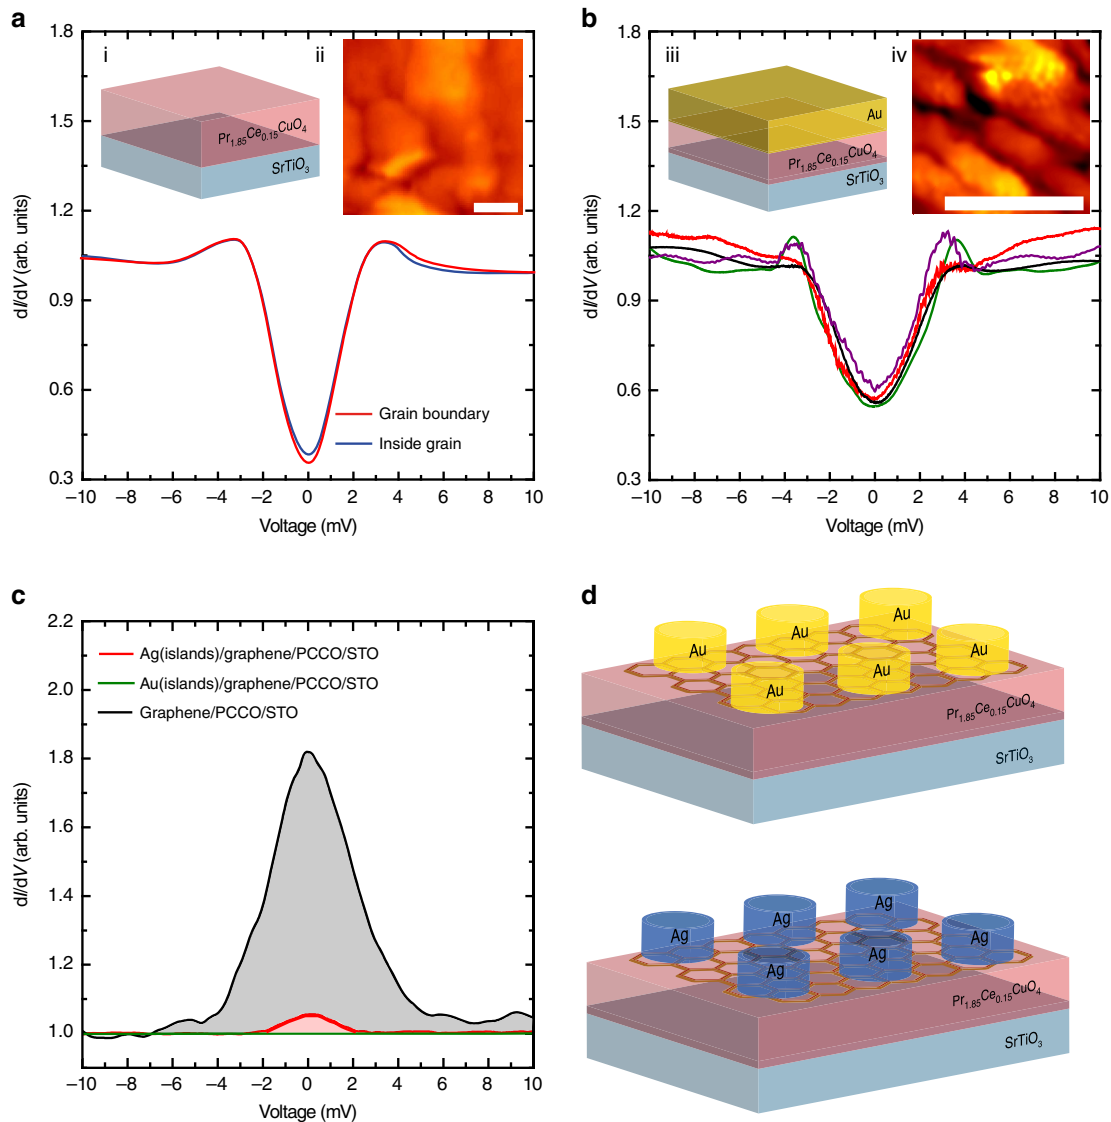 a
1.8
1.5
1.2
0.9
0.6
0.3
dI/dV (arb. units)
i
ii
Pr1.85Ce0.15CuO4
SrTiO3
Grain boundary
Inside grain
−10 −8 −6 −4 −2 0 2 4 6 8 10
Voltage (mV)
b
1.8
1.5
1.2
0.9
0.6
0.3
dI/dV (arb. units)
iii
iv
Au
Pr1.85Ce0.15CuO4
SrTiO3
−10 −8 −6 −4 −2 0 2 4 6 8 10
Voltage (mV)
c
2.2
2.0
1.8
1.6
1.4
1.2
1.0
dI/dV (arb. units)
Ag(islands)/graphene/PCCO/STO
Au(islands)/graphene/PCCO/STO
Graphene/PCCO/STO
−10 −8 −6 −4 −2 0 2 4 6 8 10
Voltage (mV)
d
Au
Au
Au
Au
Au
Au
Pr1.85Ce0.15CuO4
SrTiO3
Ag
Ag
Ag
Ag
Ag
Ag
Pr1.85Ce0.15CuO4
SrTiO3